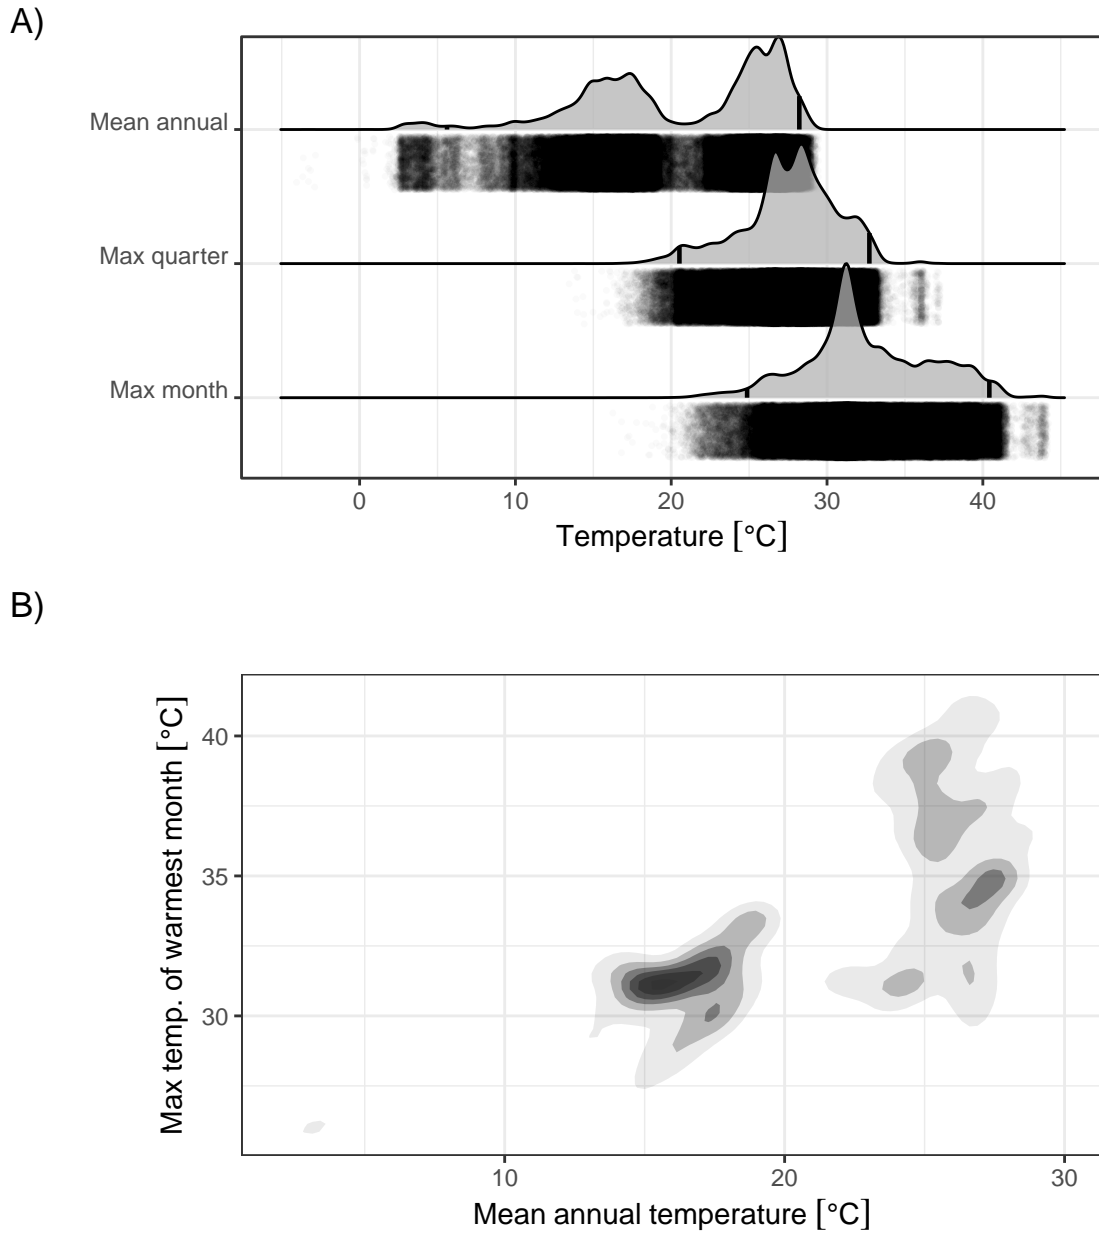 A)
Mean annual
Max quarter
Max month
0 10 20 30 40
Temperature [°C]
B)
Max temp. of warmest month [°C]
40
35
30
10 20 30
Mean annual temperature [°C]